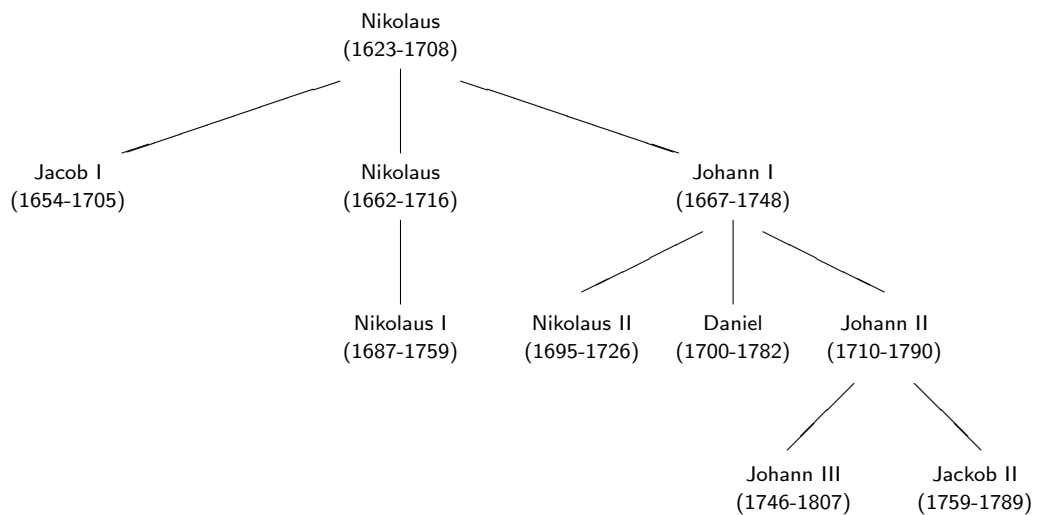 Nikolaus
(1623-1708)
Jacob I
(1654-1705)
Nikolaus
(1662-1716)
Johann I
(1667-1748)
Nikolaus I
(1687-1759)
Nikolaus II
(1695-1726)
Daniel
(1700-1782)
Johann II
(1710-1790)
Johann III
(1746-1807)
Jackob II
(1759-1789)